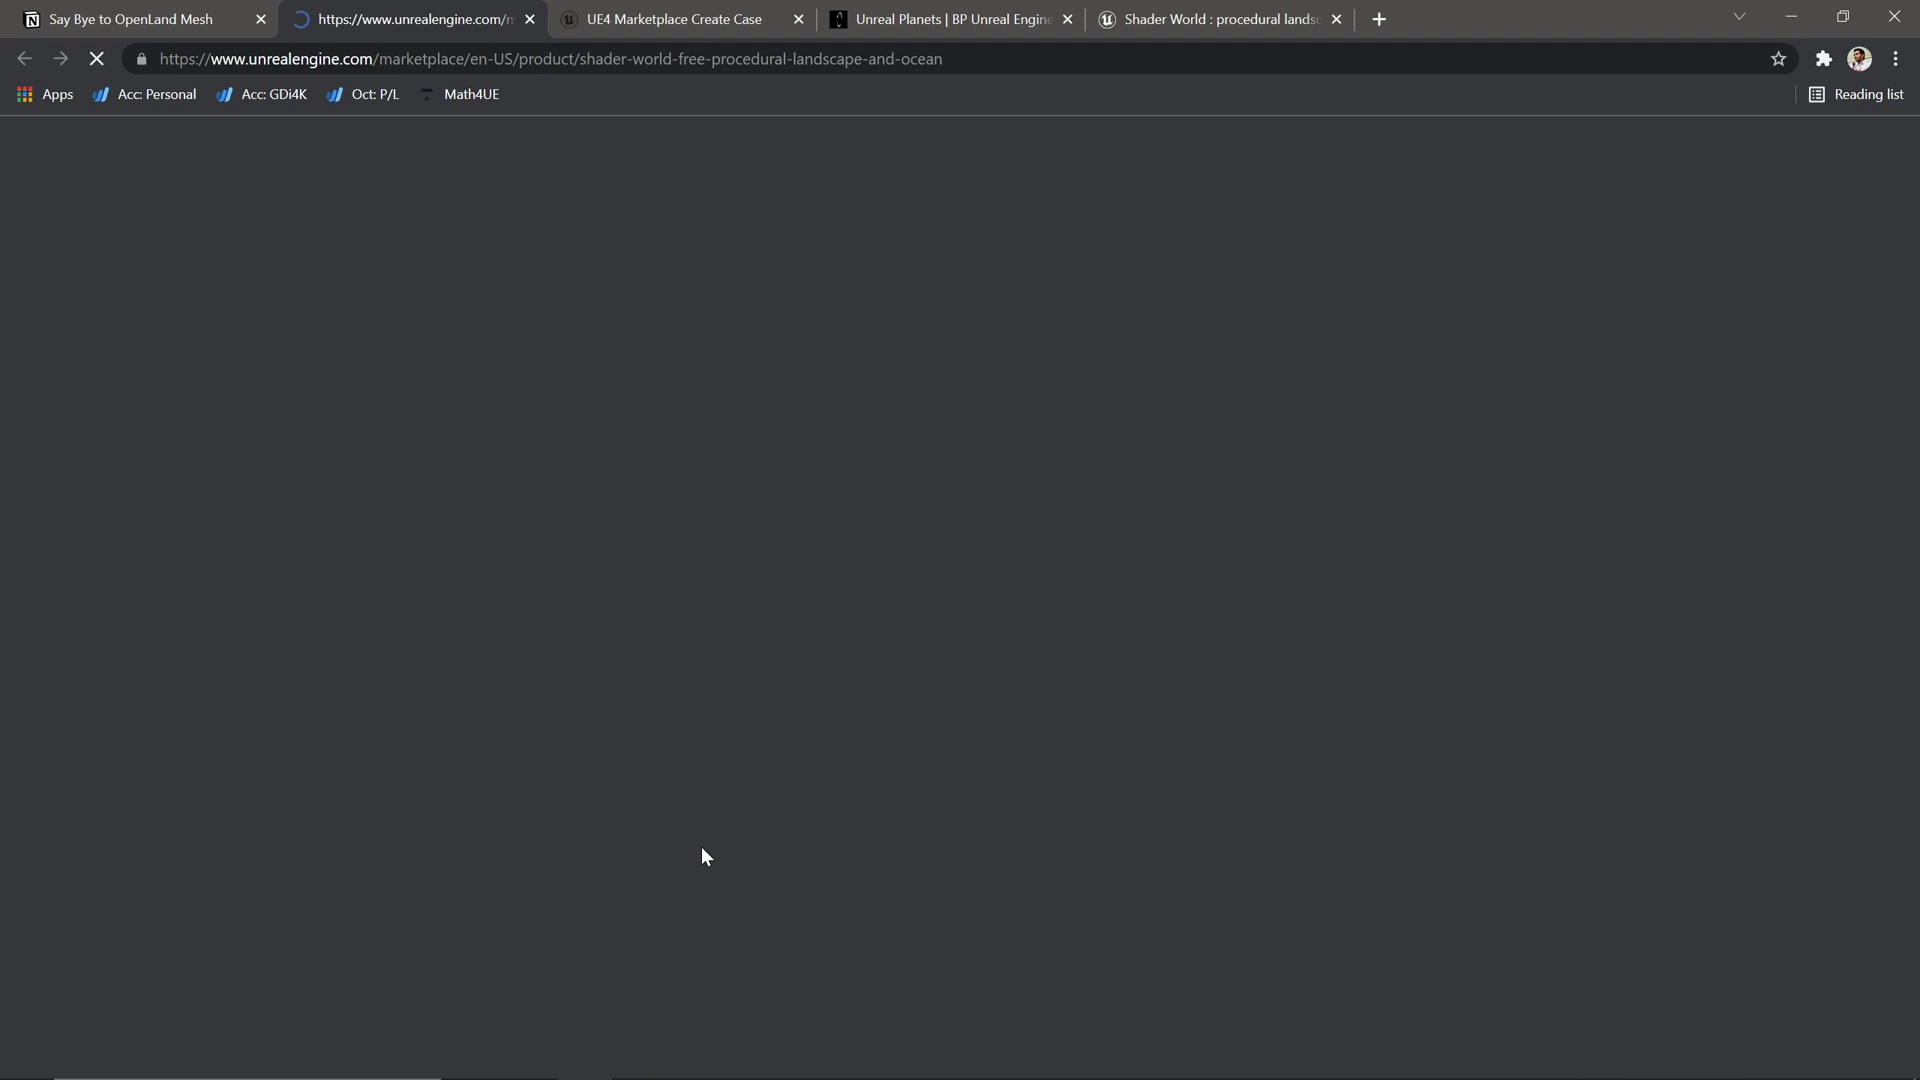 Say Bye to OpenLand Mesh
https://www.unrealengine.com/m
UE4 Marketplace Create Case
Unreal Planets | BP Unreal Engine
Shader World : procedural landsc
https://www.unrealengine.com/marketplace/en-US/product/shader-world-free-procedural-landscape-and-ocean
Apps
Acc: Personal
Acc: GDi4K
Oct: P/L
Math4UE
Reading list